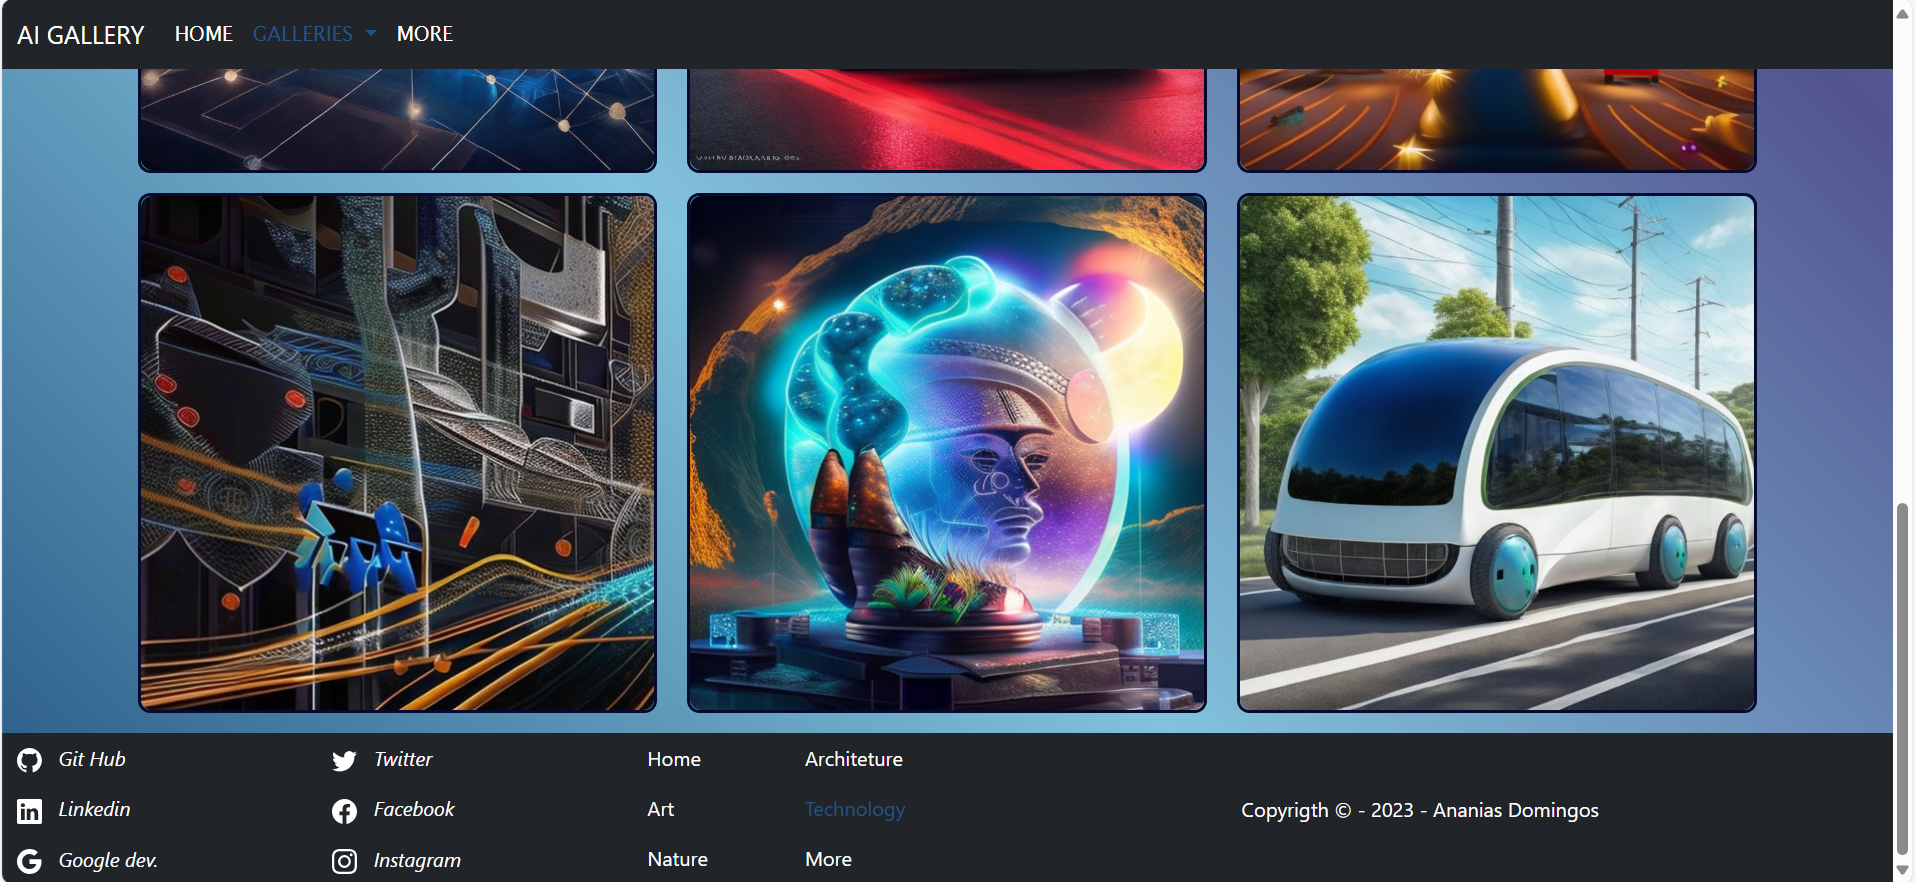 AI GALLERY HOME GALLERIES MORE
Git Hub Twitter Home Architeture
Linkedin Facebook Art Technology Copyrigth © - 2023 - Ananias Domingos
Google dev. Instagram Nature More